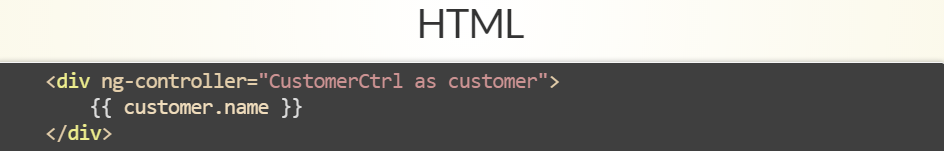 HTML
<div ng-controller="CustomerCtrl as customer">
    {{ customer.name }}
</div>